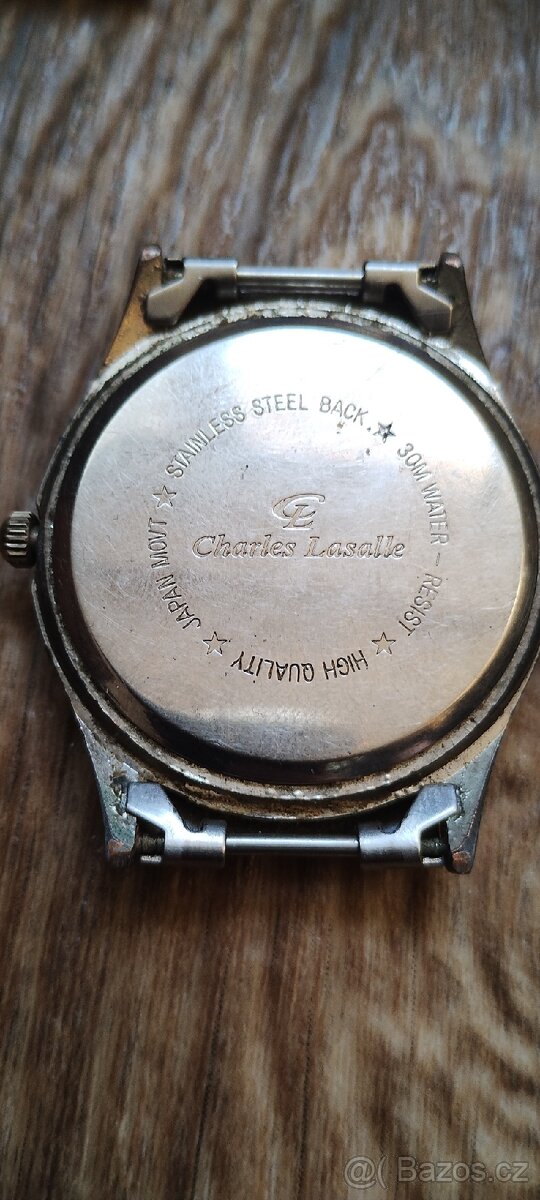 STAINLESS STEEL BACK ☆ 30M WATER-RESIST ☆ HIGH QUALITY ☆ JAPAN MOVT ☆
CL
Charles Lasalle
@( Bazos.cz